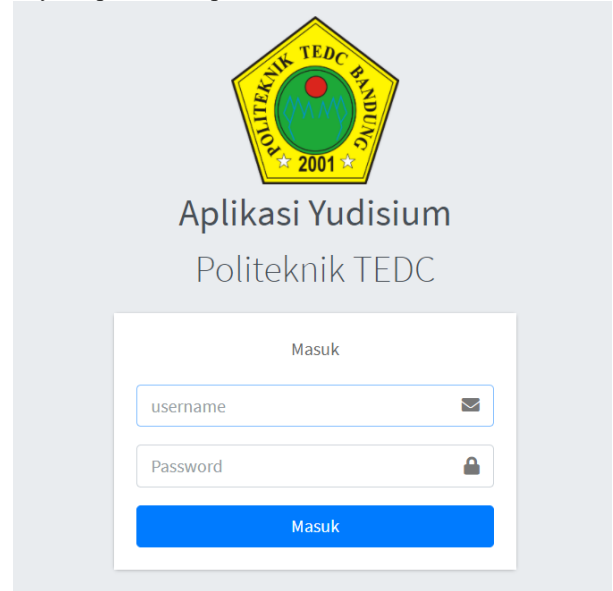 POLITEKNIK TEDC BANDUNG
2001
Aplikasi Yudisium
Politeknik TEDC
Masuk
username
Password
Masuk